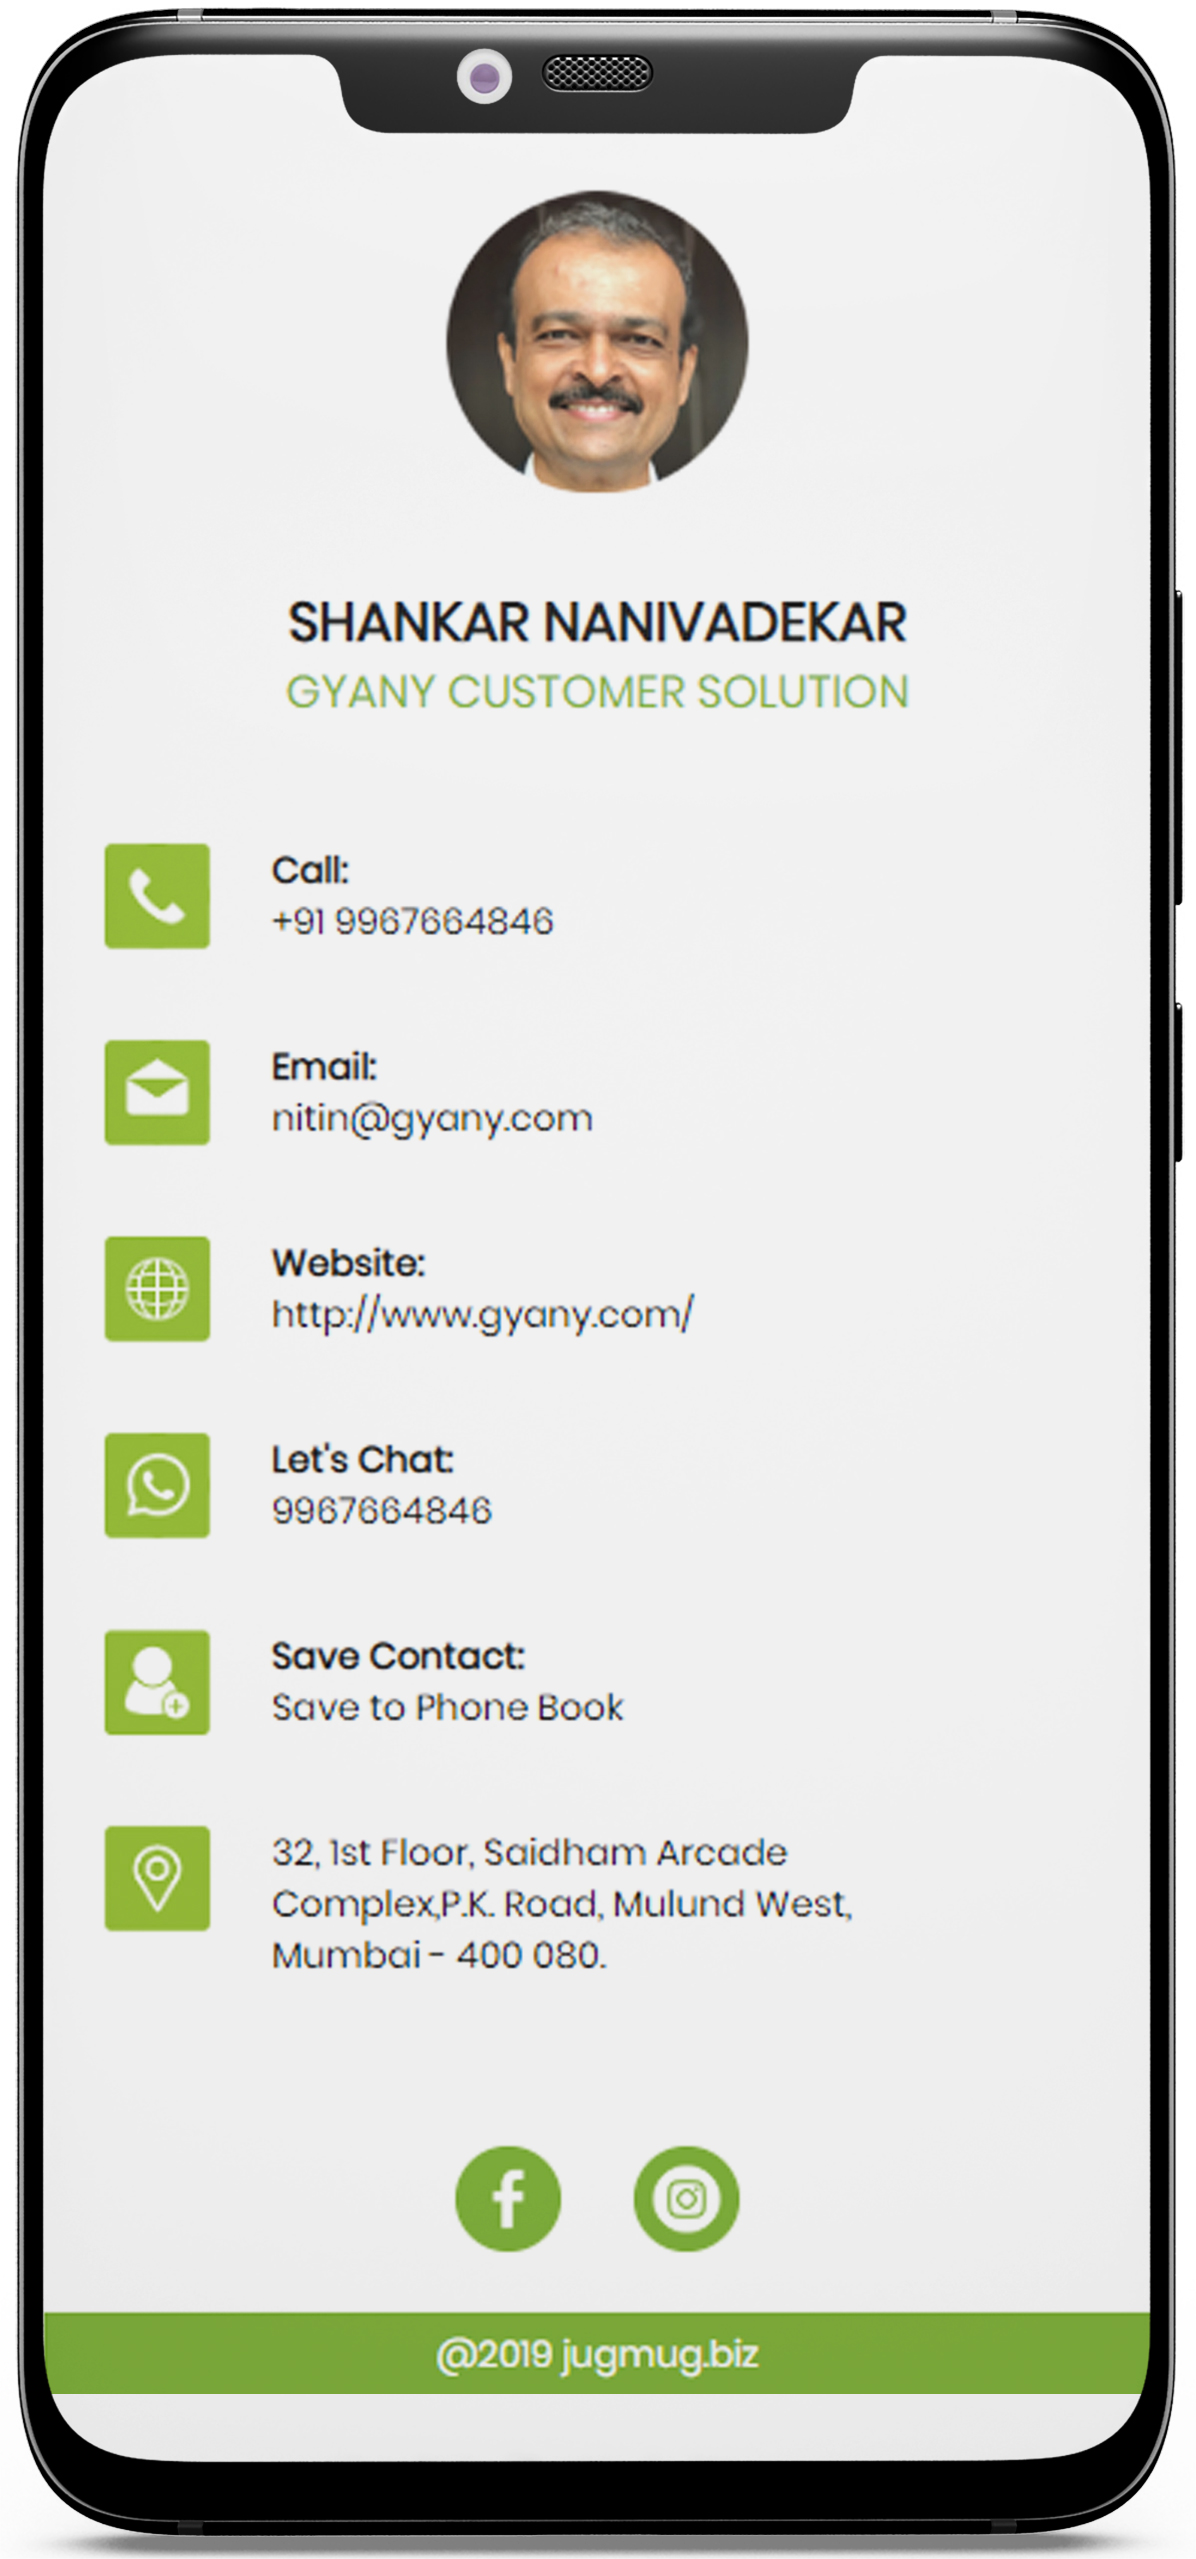 SHANKAR NANIVADEKAR
GYANY CUSTOMER SOLUTION
Call:
+91 9967664846
Email:
nitin@gyany.com
Website:
http://www.gyany.com/
Let's Chat:
9967664846
Save Contact:
Save to Phone Book
32, 1st Floor, Saidham Arcade
Complex,P.K. Road, Mulund West,
Mumbai - 400 080.
@2019 jugmug.biz